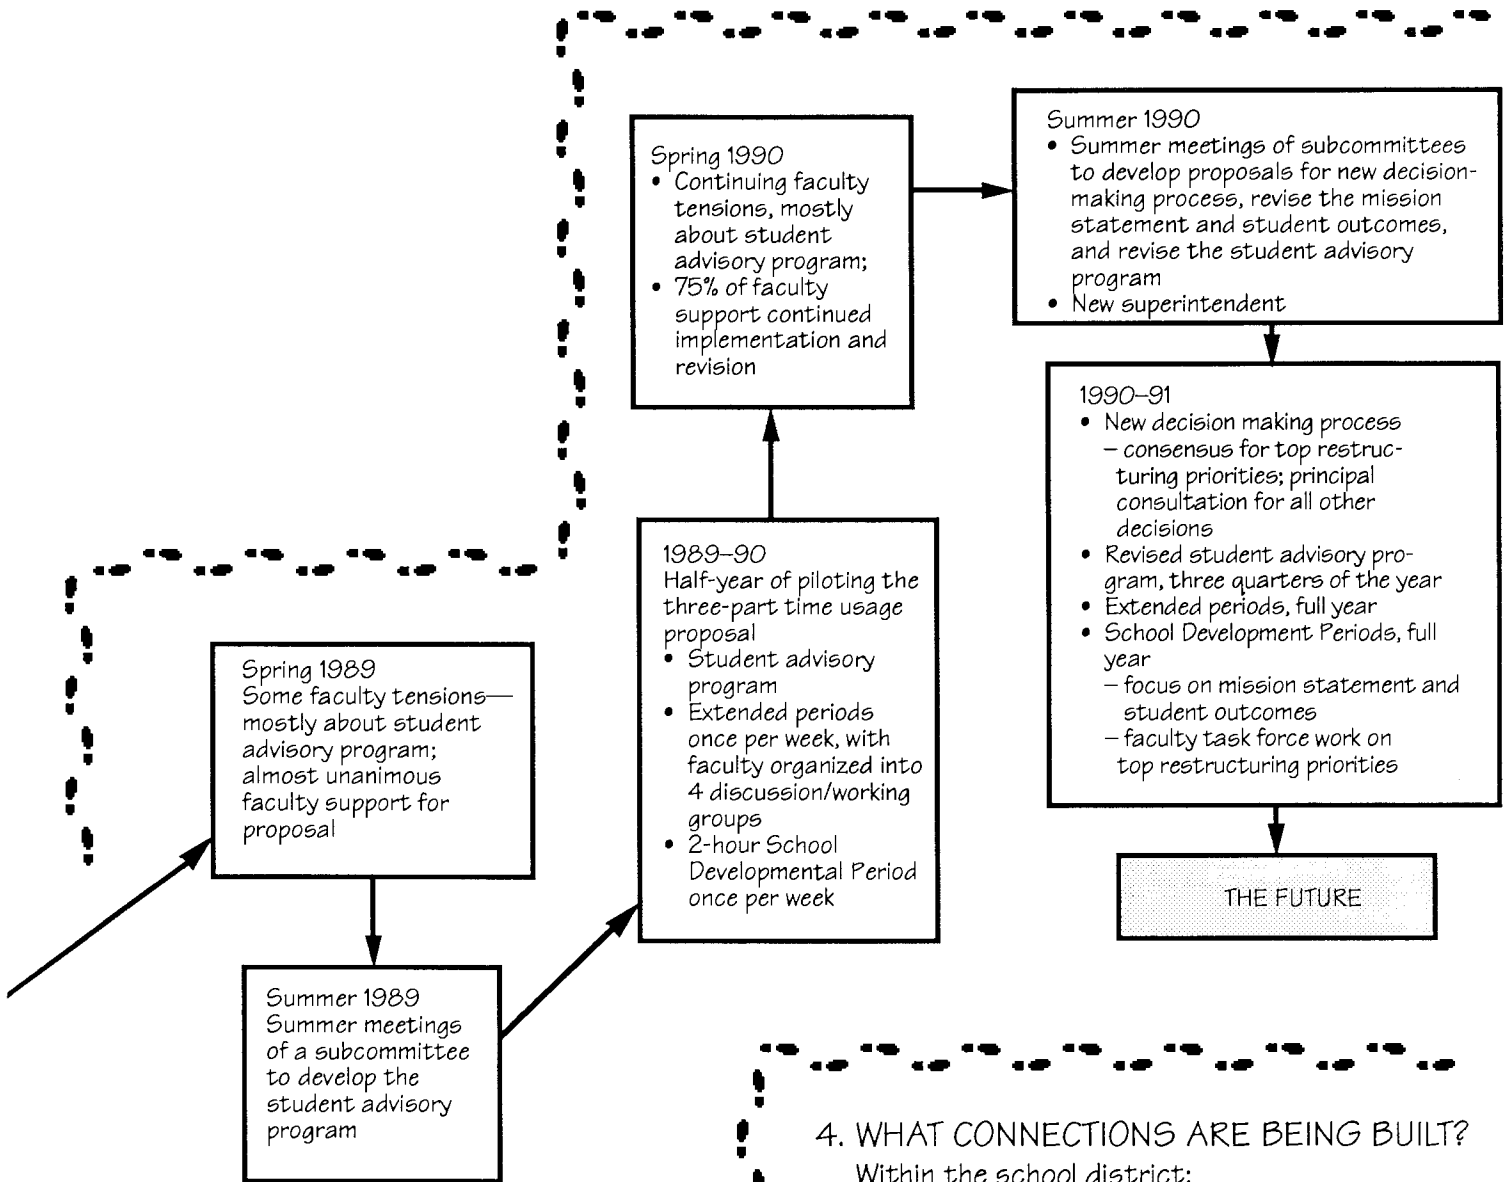 Spring 1989
Some faculty tensions—
mostly about student
advisory program;
almost unanimous
faculty support for
proposal
Summer 1989
Summer meetings
of a subcommittee
to develop the
student advisory
program
1989–90
Half-year of piloting the
three-part time usage
proposal
• Student advisory
program
• Extended periods
once per week, with
faculty organized into
4 discussion/working
groups
• 2-hour School
Developmental Period
once per week
Spring 1990
• Continuing faculty
tensions, mostly
about student
advisory program;
• 75% of faculty
support continued
implementation and
revision
Summer 1990
• Summer meetings of subcommittees
to develop proposals for new decision-
making process, revise the mission
statement and student outcomes,
and revise the student advisory
program
• New superintendent
1990–91
• New decision making process
– consensus for top restruc-
turing priorities; principal
consultation for all other
decisions
• Revised student advisory pro-
gram, three quarters of the year
• Extended periods, full year
• School Development Periods, full
year
– focus on mission statement and
student outcomes
– faculty task force work on
top restructuring priorities
THE FUTURE
4. WHAT CONNECTIONS ARE BEING BUILT?
Within the school district: